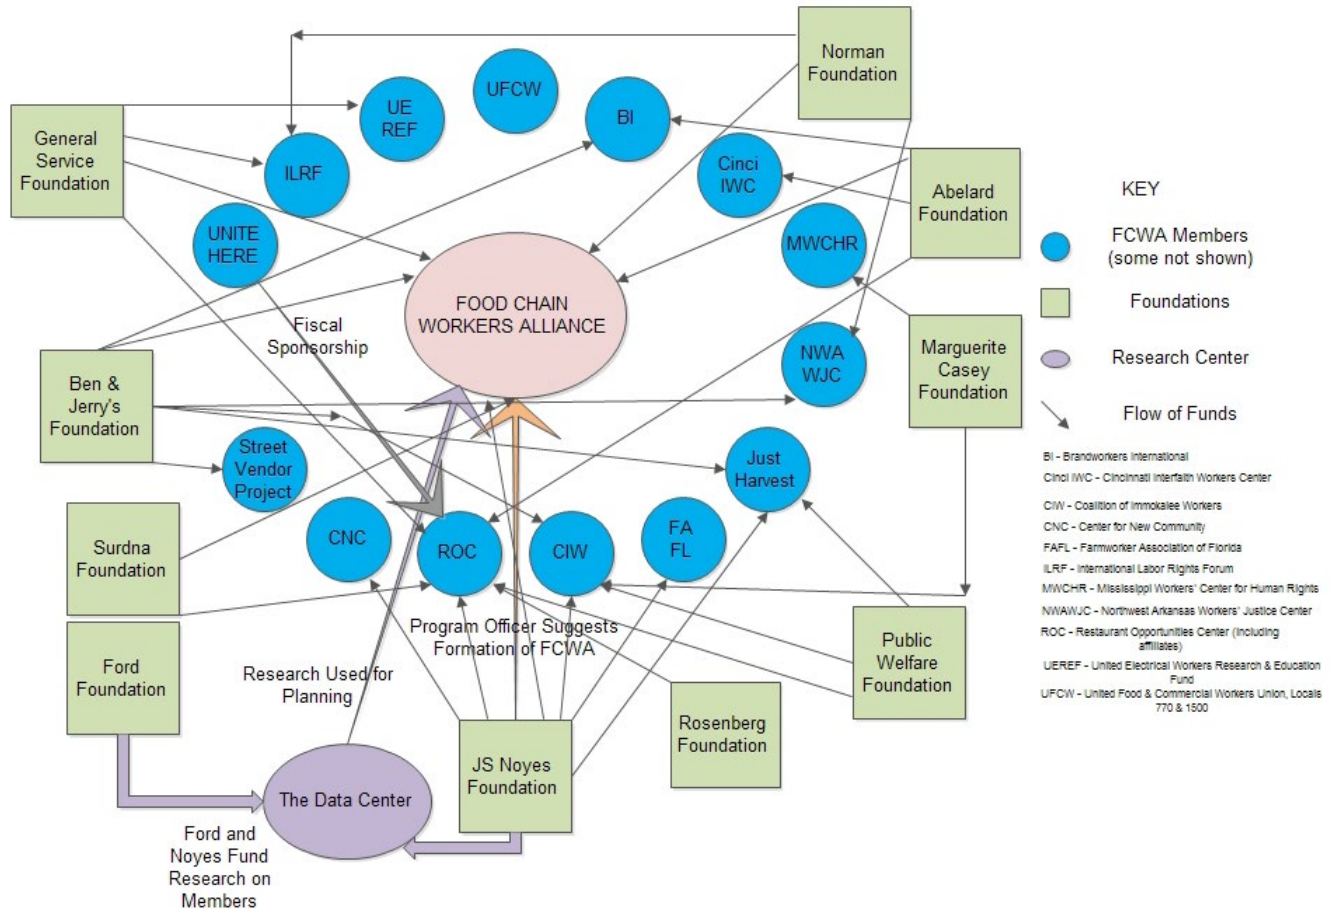 Norman
Foundation
UFCW
UE
REF
BI
General
Service
Foundation
ILRF
Cinci
IWC
Abelard
Foundation
KEY
UNITE
HERE
MWCHR
FCWA Members
(some not shown)
FOOD CHAIN
WORKERS ALLIANCE
Foundations
Fiscal
Sponsorship
NWA
WJC
Marguerite
Casey
Foundation
Research Center
Ben &
Jerry's
Foundation
Flow of Funds
Street
Vendor
Project
Just
Harvest
BI - Brandworkers International
Cinci IWC - Cincinnati Interfaith Workers Center
CIW - Coalition of Immokalee Workers
CNC - Center for New Community
FAFL - Farmworker Association of Florida
ILRF - International Labor Rights Forum
MWCHR - Mississippi Workers' Center for Human Rights
NWAWJC - Northwest Arkansas Workers' Justice Center
ROC - Restaurant Opportunities Center (including
affiliates)
UEREF - United Electrical Workers Research & Education
Fund
UFCW - United Food & Commercial Workers Union, Locals
770 & 1500
Surdna
Foundation
CNC
ROC
CIW
FA
FL
Program Officer Suggests
Formation of FCWA
Public
Welfare
Foundation
Ford
Foundation
Research Used for
Planning
Rosenberg
Foundation
JS Noyes
Foundation
The Data Center
Ford and
Noyes Fund
Research on
Members